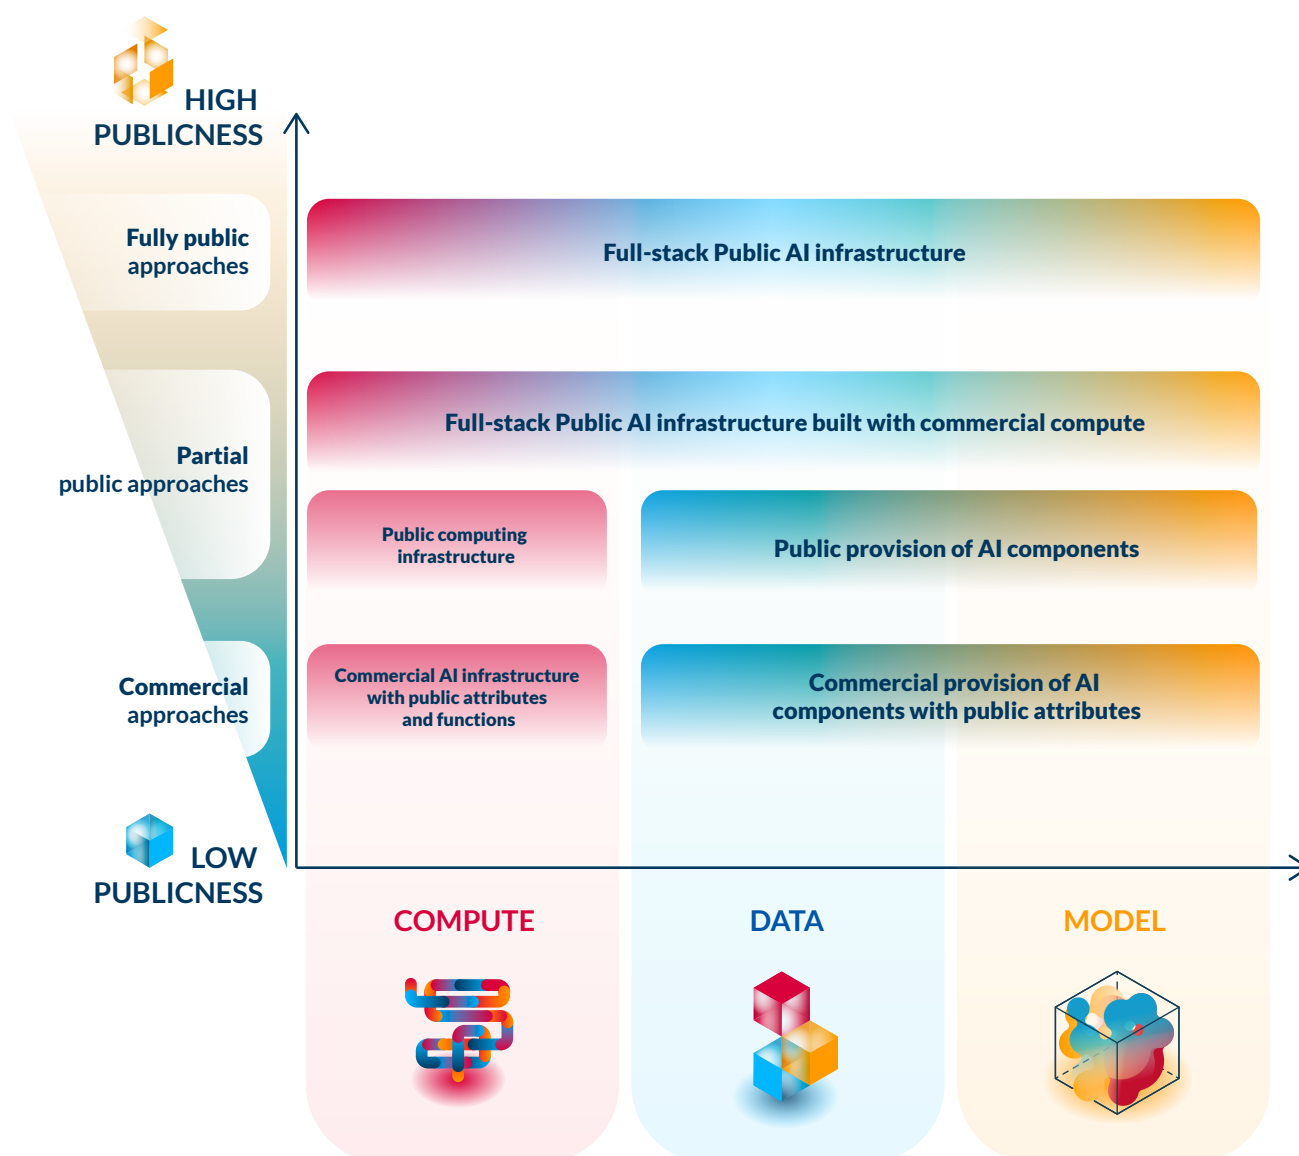 HIGH
PUBLICNESS
Fully public
approaches
Full-stack Public AI infrastructure
Partial
public approaches
Full-stack Public AI infrastructure built with commercial compute
Public computing
infrastructure
Public provision of AI components
Commercial
approaches
Commercial AI infrastructure
with public attributes
and functions
Commercial provision of AI
components with public attributes
LOW
PUBLICNESS
COMPUTE
DATA
MODEL